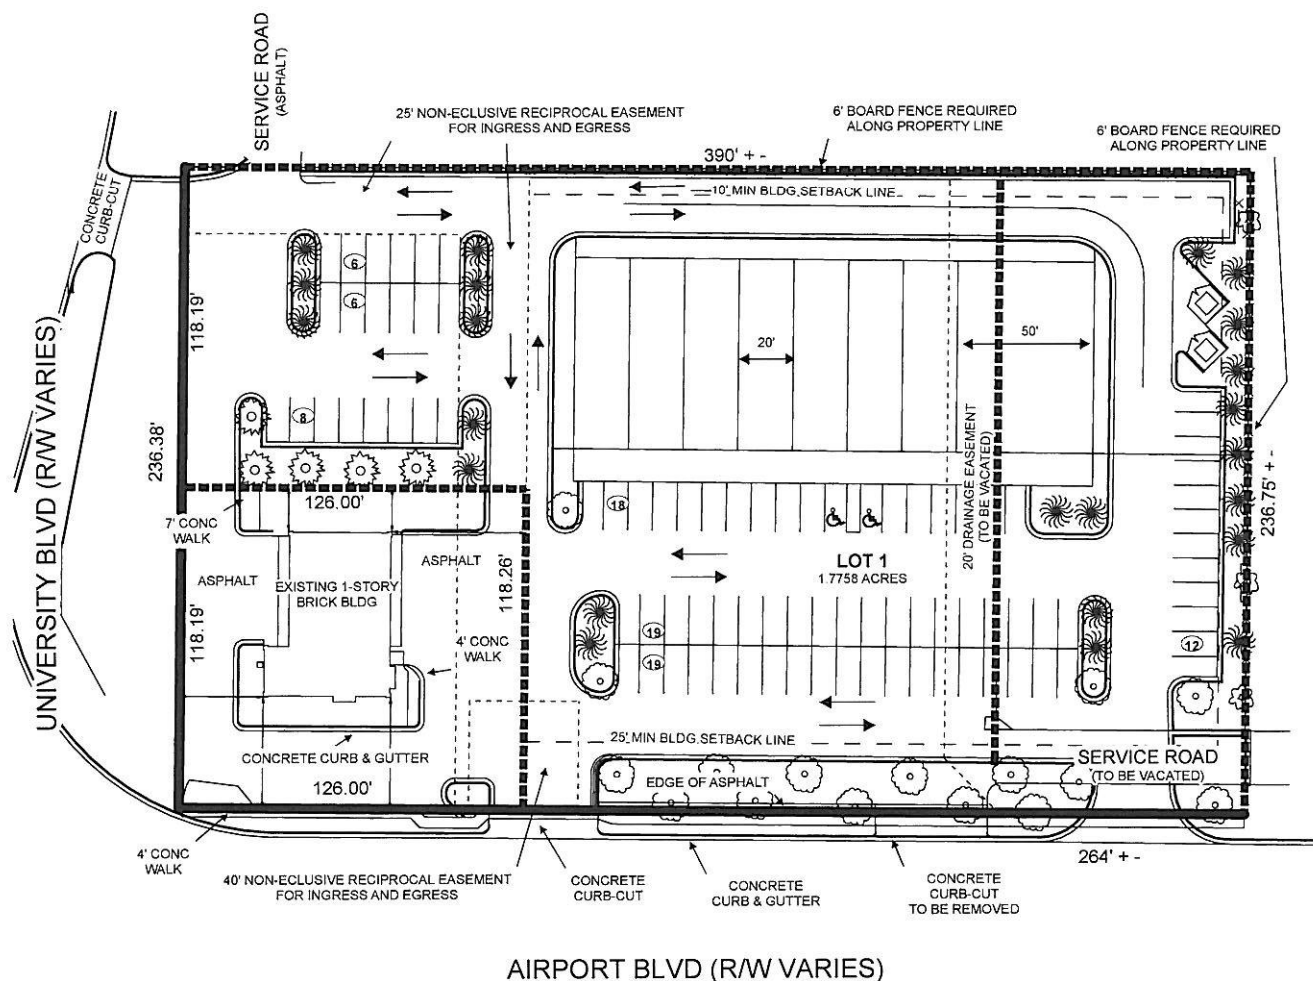 SERVICE ROAD
(ASPHALT)
25' NON-ECLUSIVE RECIPROCAL EASEMENT
FOR INGRESS AND EGRESS
6' BOARD FENCE REQUIRED
ALONG PROPERTY LINE
6' BOARD FENCE REQUIRED
ALONG PROPERTY LINE
390' + -
10' MIN BLDG.SETBACK LINE
CONCRETE
CURB-CUT
6
6
118.19'
20'
50'
8
236.38'
UNIVERSITY BLVD (R/W VARIES)
126.00'
7' CONC
WALK
18
20' DRAINAGE EASEMENT
(TO BE VACATED)
236.75' + -
ASPHALT
ASPHALT
LOT 1
1.7758 ACRES
EXISTING 1-STORY
BRICK BLDG
118.26'
118.19'
4' CONC
WALK
19
19
12
25' MIN BLDG.SETBACK LINE
CONCRETE CURB & GUTTER
SERVICE ROAD
(TO BE VACATED)
EDGE OF ASPHALT
126.00'
4' CONC
WALK
264' + -
40' NON-ECLUSIVE RECIPROCAL EASEMENT
FOR INGRESS AND EGRESS
CONCRETE
CURB-CUT
CONCRETE
CURB & GUTTER
CONCRETE
CURB-CUT
TO BE REMOVED
AIRPORT BLVD (R/W VARIES)